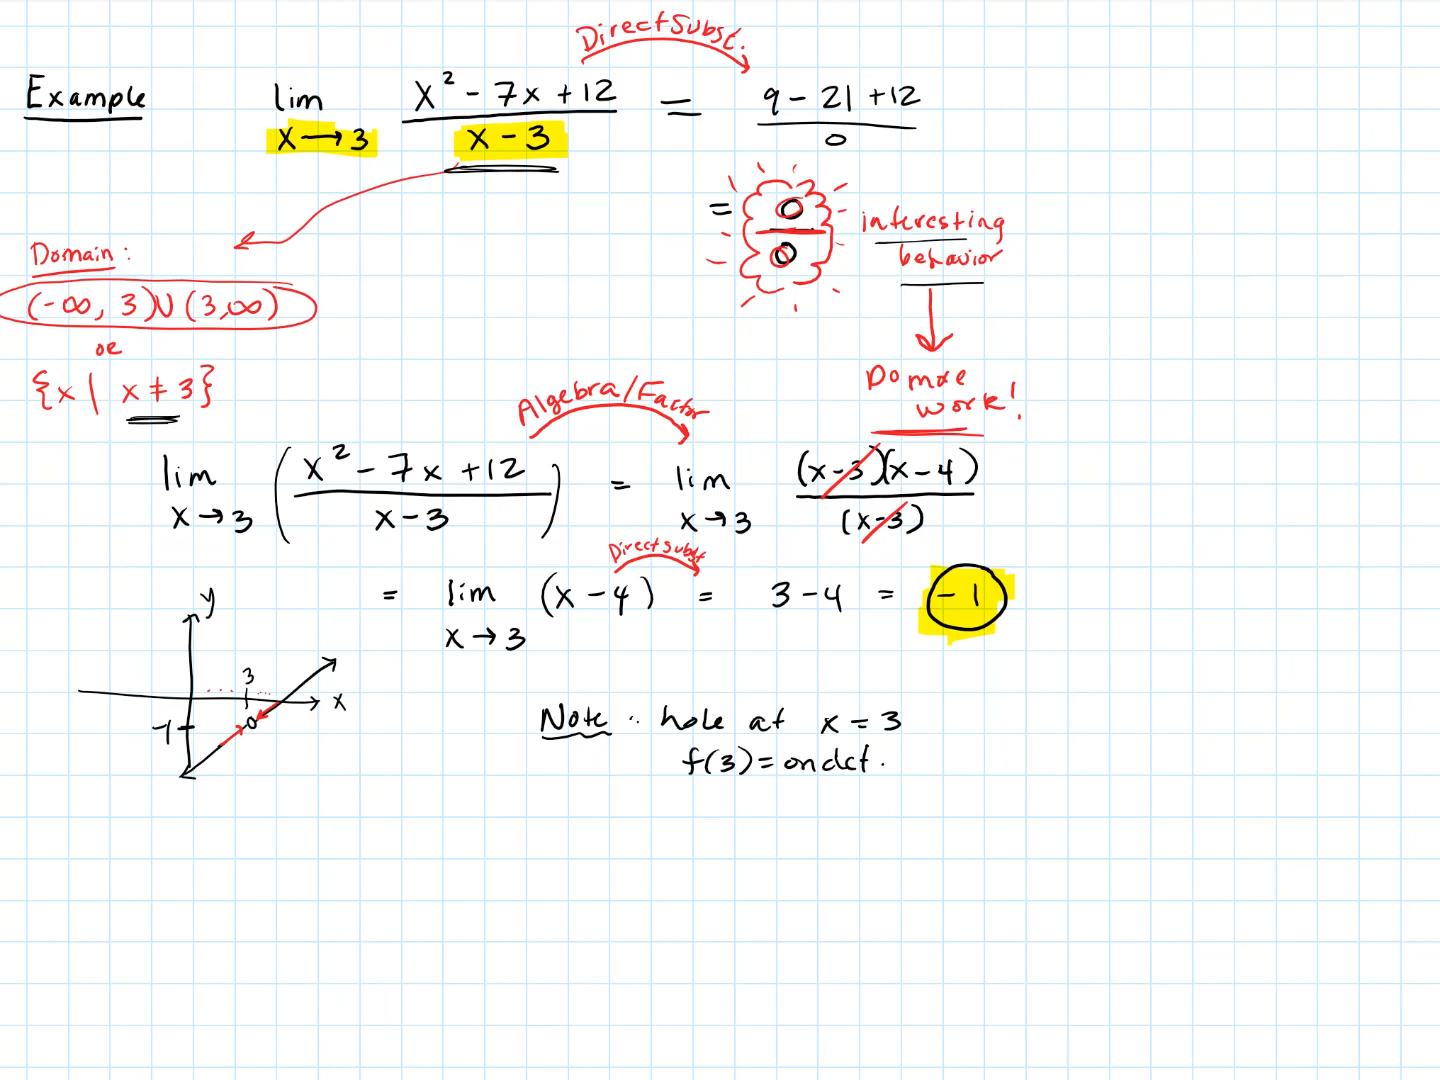 Direct Subst.
Example lim x→3 (x² - 7x + 12)/(x - 3) = (9 - 21 + 12)/0
= 0/0 interesting behavior
Domain:
(-∞, 3)∪(3,∞)
or
{x | x ≠ 3}
Do more
work!
Algebra/Factor
lim x→3 ((x² - 7x + 12)/(x - 3)) = lim x→3 ((x-3)(x-4))/(x-3)
Direct Subst
= lim x→3 (x - 4) = 3 - 4 = -1
y
3
x
-1
Note: hole at x = 3
f(3) = undef.